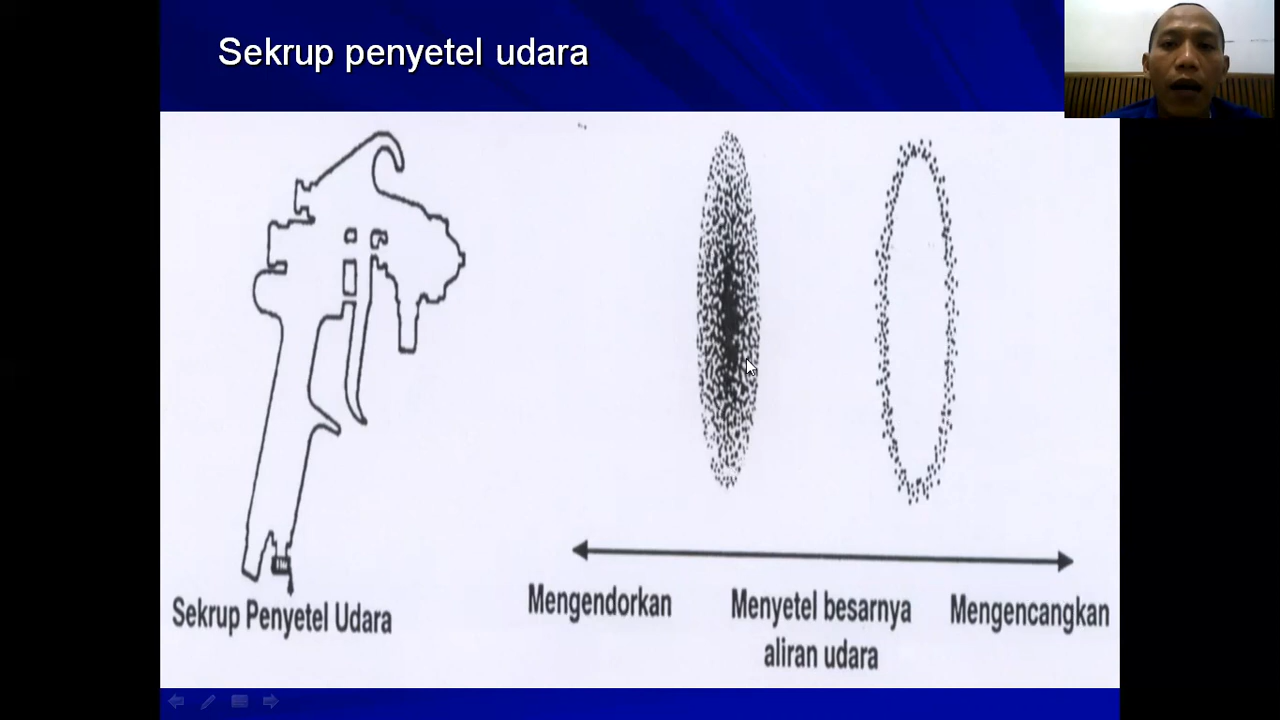 Sekrup penyetel udara
Sekrup Penyetel Udara
Mengendorkan
Menyetel besarnya
aliran udara
Mengencangkan